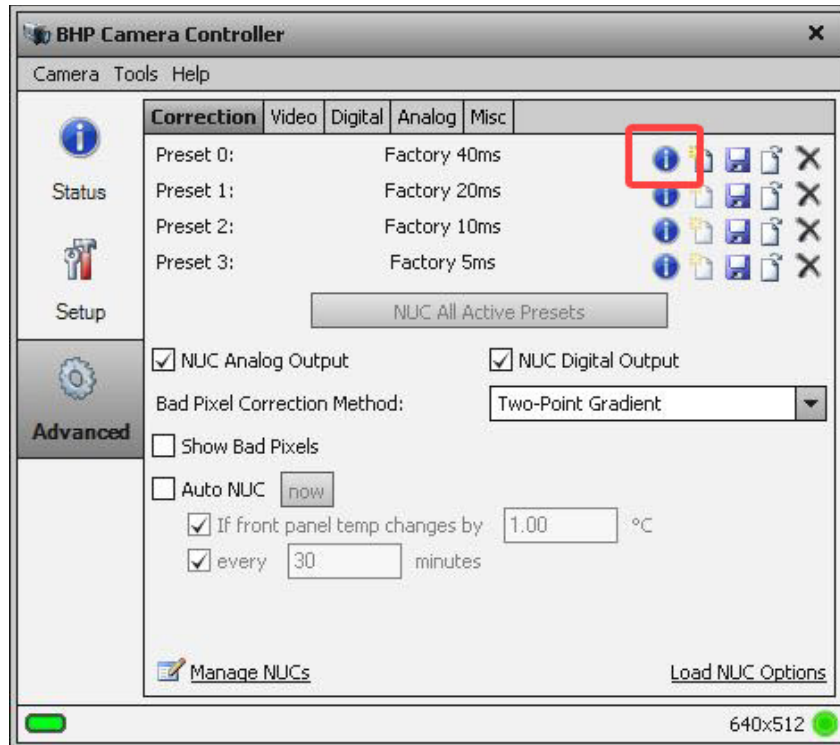 BHP Camera Controller
Camera Tools Help
Correction Video Digital Analog Misc
Status
Preset 0: Factory 40ms
Preset 1: Factory 20ms
Preset 2: Factory 10ms
Preset 3: Factory 5ms
Setup
NUC All Active Presets
NUC Analog Output NUC Digital Output
Bad Pixel Correction Method: Two-Point Gradient
Advanced
Show Bad Pixels
Auto NUC now
If front panel temp changes by 1.00 °C
every 30 minutes
Manage NUCs Load NUC Options
640x512